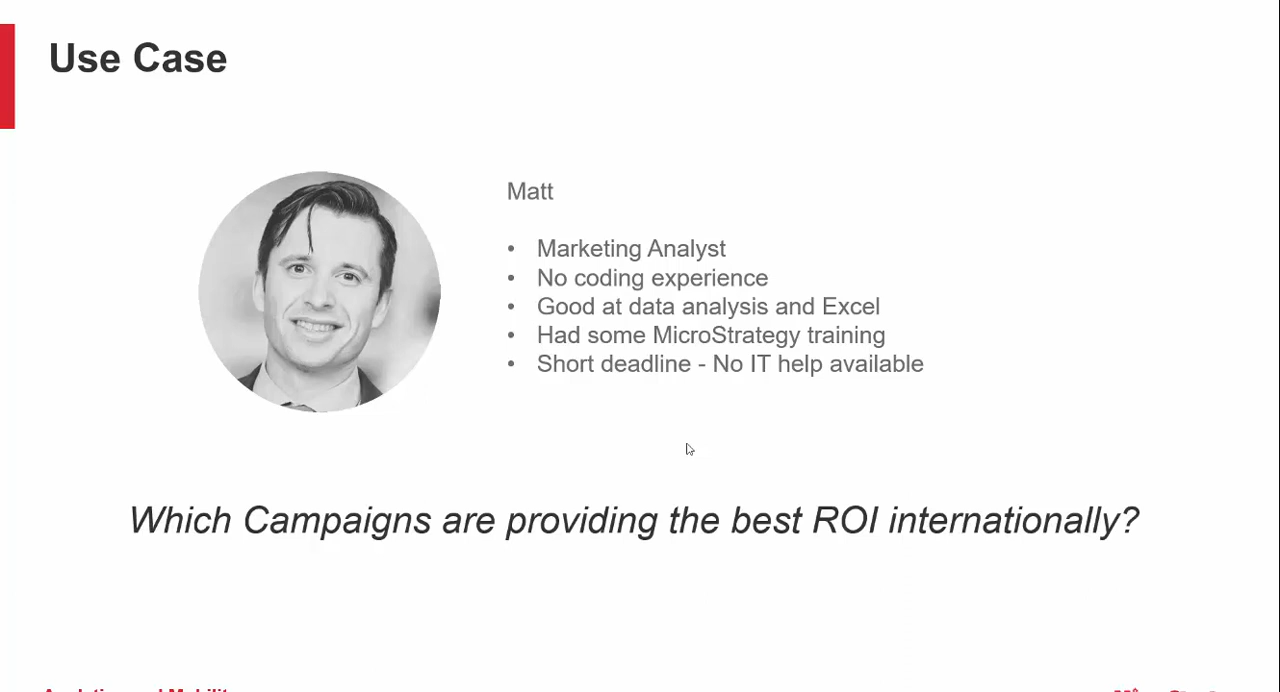 Use Case
Matt
• Marketing Analyst
• No coding experience
• Good at data analysis and Excel
• Had some MicroStrategy training
• Short deadline - No IT help available
Which Campaigns are providing the best ROI internationally?